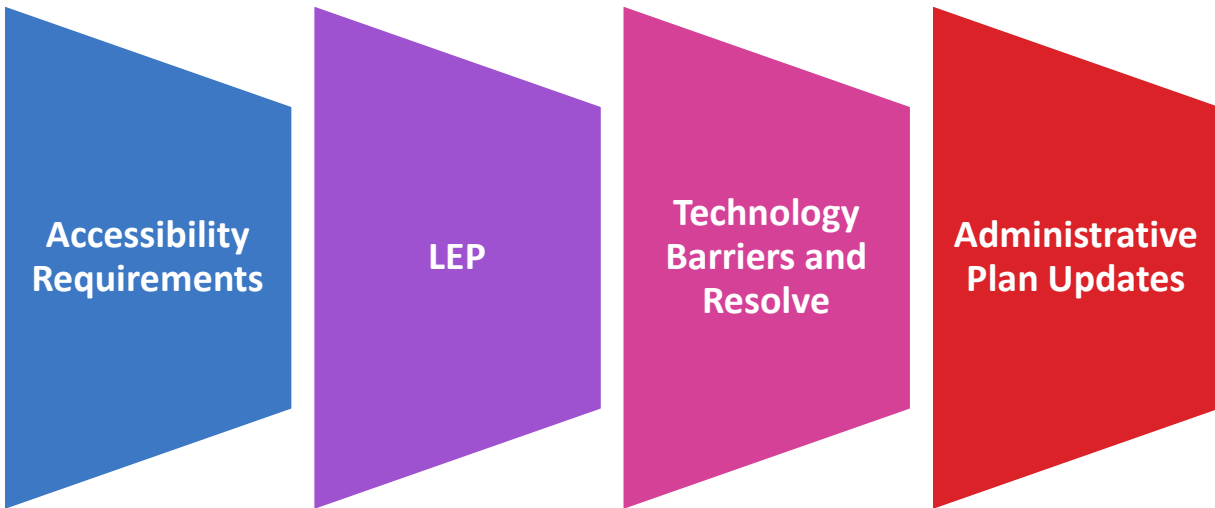 Accessibility
Requirements
LEP
Technology
Barriers and
Resolve
Administrative
Plan Updates